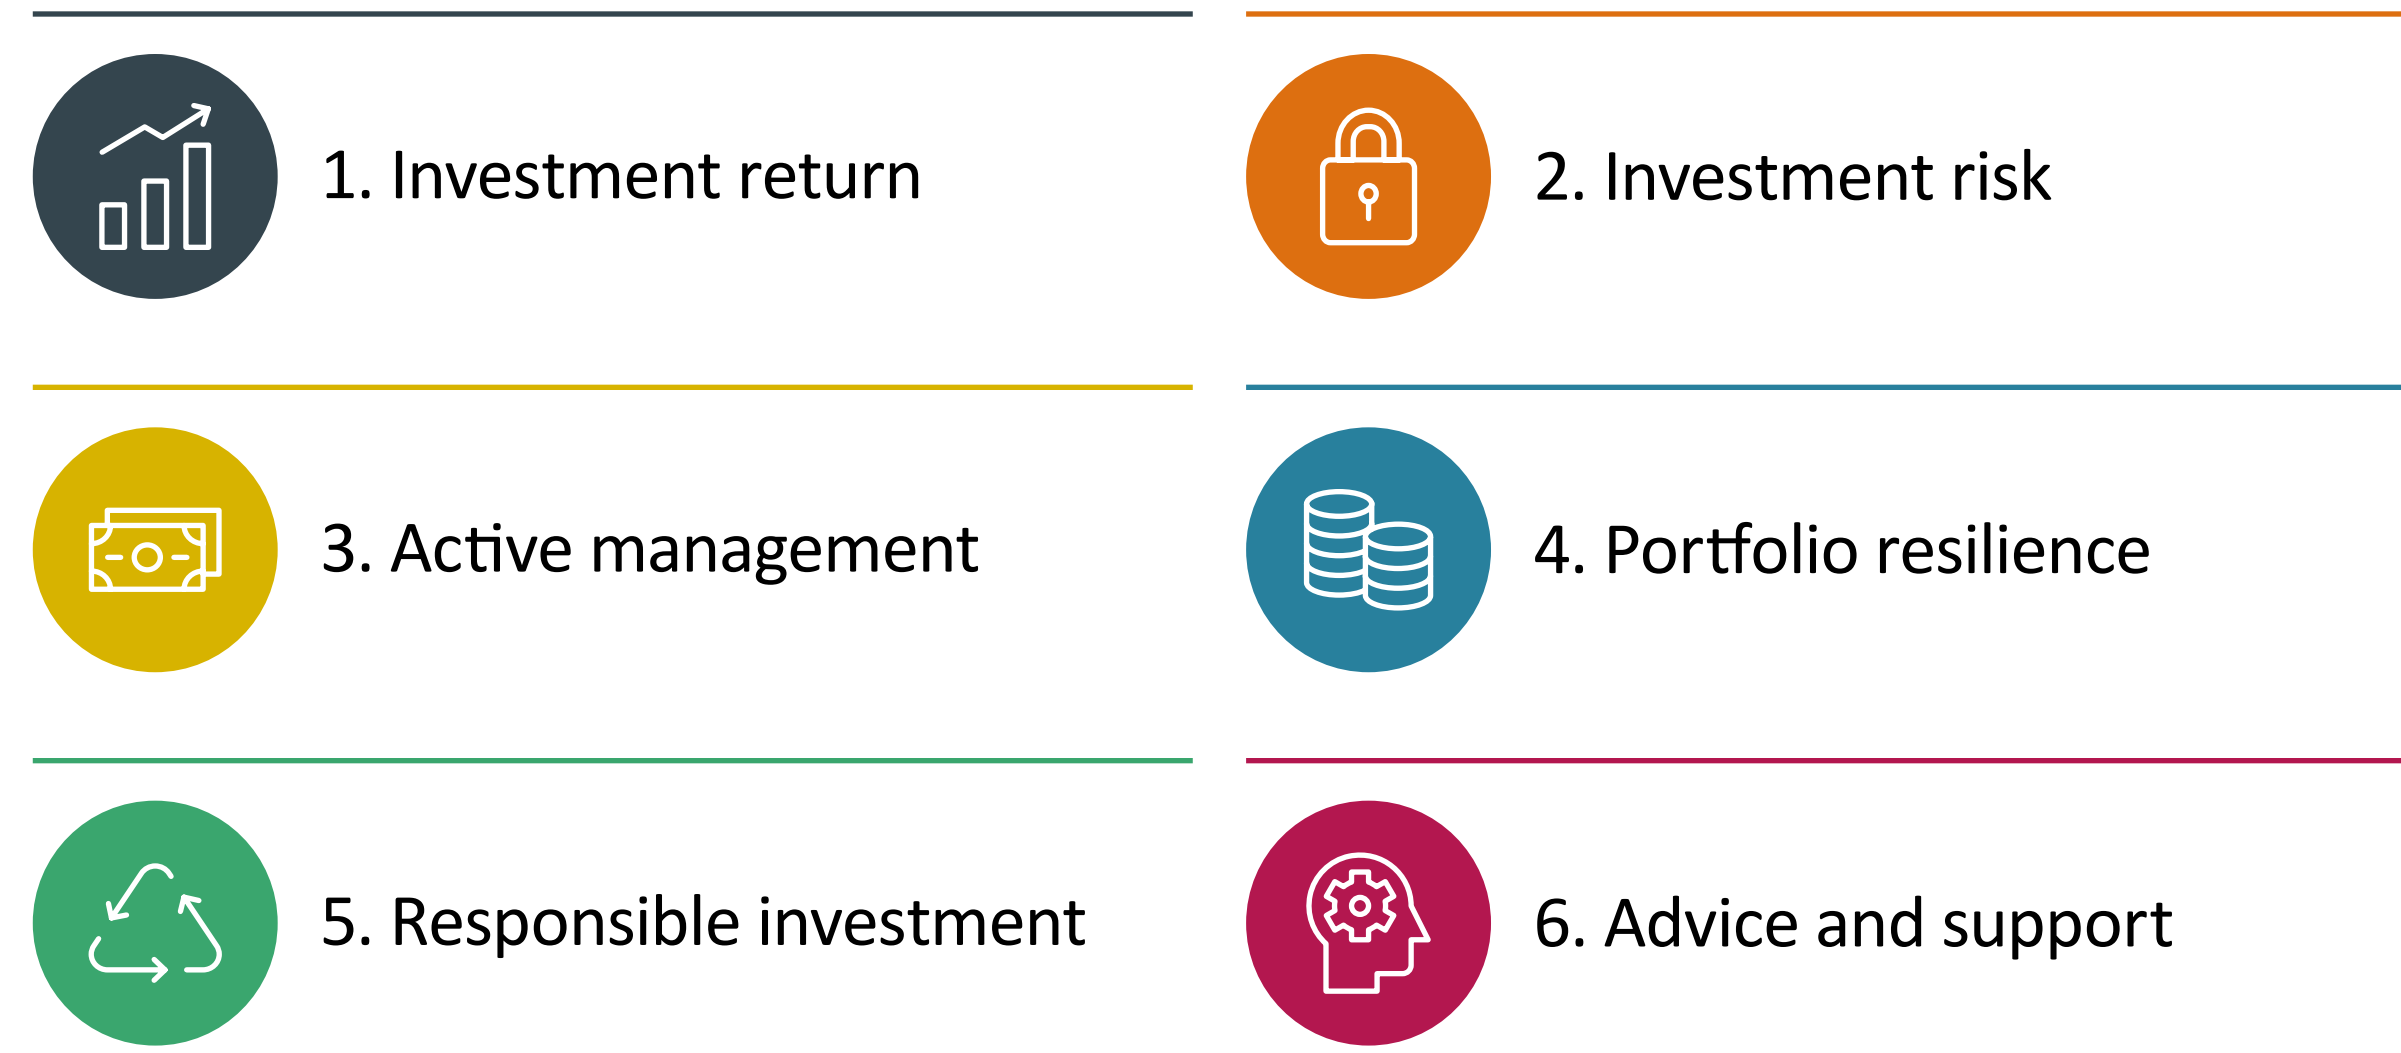 1. Investment return
2. Investment risk
3. Active management
4. Portfolio resilience
5. Responsible investment
6. Advice and support